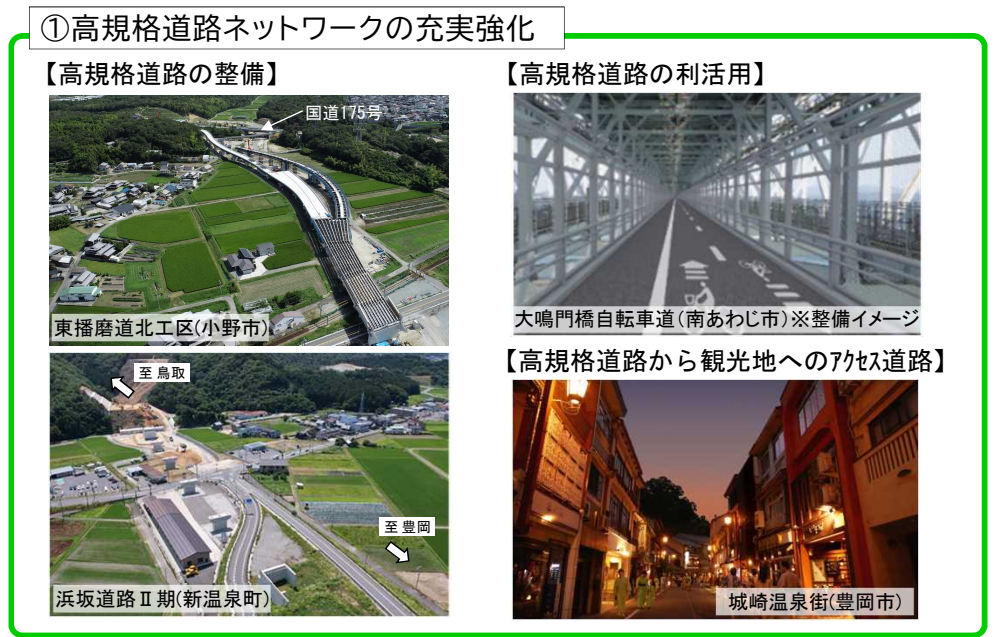 ①高規格道路ネットワークの充実強化
【高規格道路の整備】
国道175号
東播磨道北工区(小野市)
至 鳥取
至 豊岡
浜坂道路Ⅱ期(新温泉町)
【高規格道路の利活用】
大鳴門橋自転車道(南あわじ市)※整備イメージ
【高規格道路から観光地へのｱｸｾｽ道路】
城崎温泉街(豊岡市)